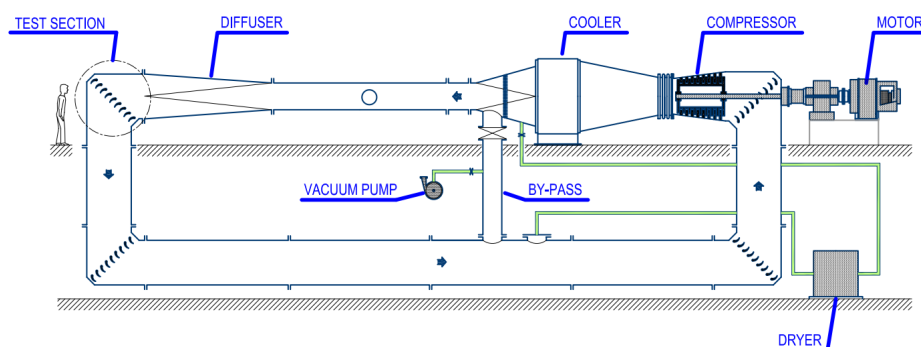 TEST SECTION
DIFFUSER
COOLER
COMPRESSOR
MOTOR
VACUUM PUMP
BY-PASS
DRYER